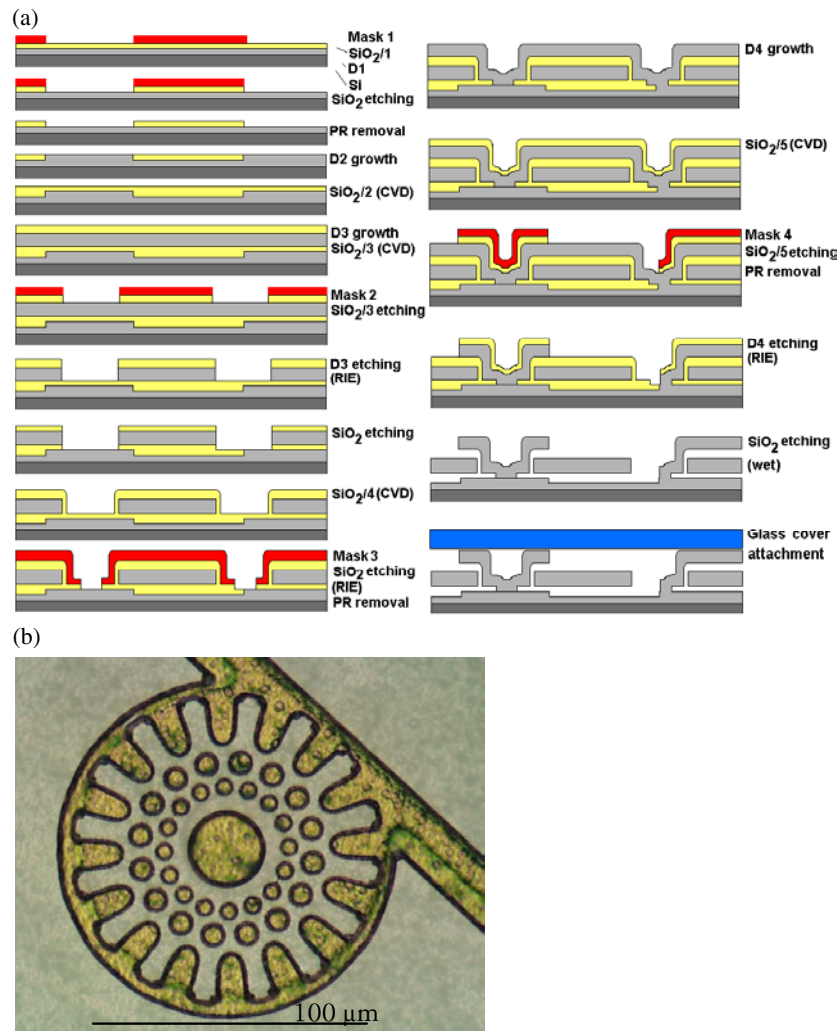 (a)
Mask 1
SiO2/1
D1
Si
SiO2 etching
PR removal
D2 growth
SiO2/2 (CVD)
D3 growth
SiO2/3 (CVD)
Mask 2
SiO2/3 etching
D3 etching
(RIE)
SiO2 etching
SiO2/4 (CVD)
Mask 3
SiO2 etching
(RIE)
PR removal
D4 growth
SiO2/5 (CVD)
Mask 4
SiO2/5 etching
PR removal
D4 etching
(RIE)
SiO2 etching
(wet)
Glass cover
attachment
(b)
100 µm